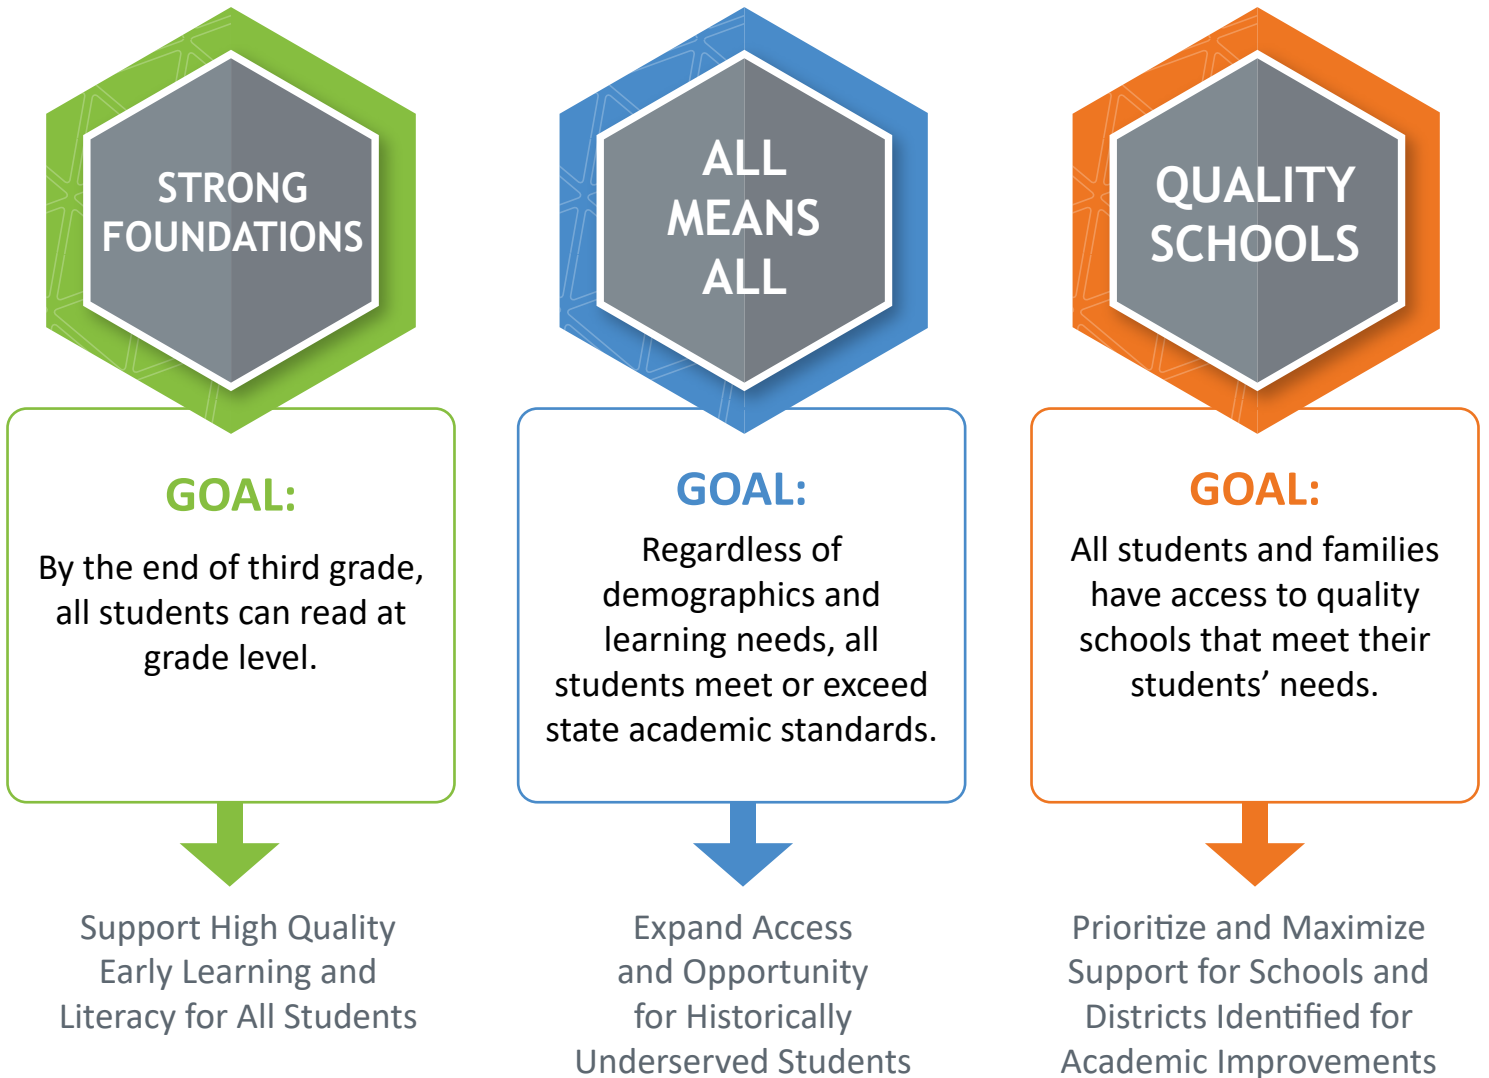 STRONG
FOUNDATIONS
GOAL:
By the end of third grade,
all students can read at
grade level.
Support High Quality
Early Learning and
Literacy for All Students
ALL
MEANS
ALL
GOAL:
Regardless of
demographics and
learning needs, all
students meet or exceed
state academic standards.
Expand Access
and Opportunity
for Historically
Underserved Students
QUALITY
SCHOOLS
GOAL:
All students and families
have access to quality
schools that meet their
students’ needs.
Prioritize and Maximize
Support for Schools and
Districts Identified for
Academic Improvements